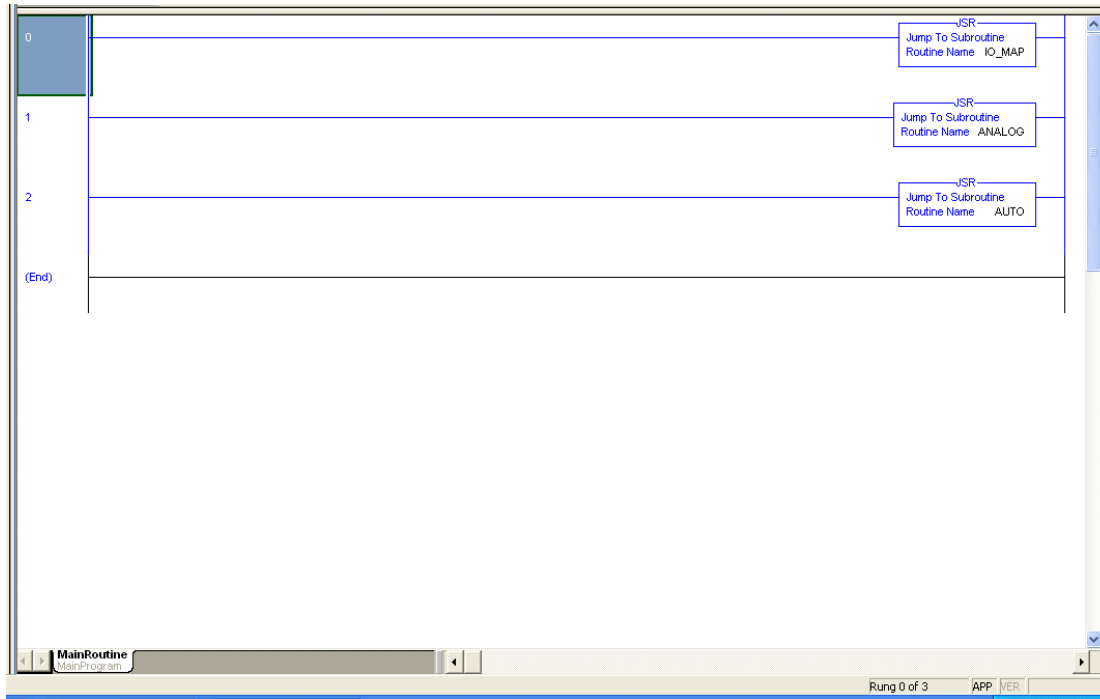 0
JSR
Jump To Subroutine
Routine Name IO_MAP
1
JSR
Jump To Subroutine
Routine Name ANALOG
2
JSR
Jump To Subroutine
Routine Name AUTO
(End)
MainRoutine
MainProgram
Rung 0 of 3 APP VER